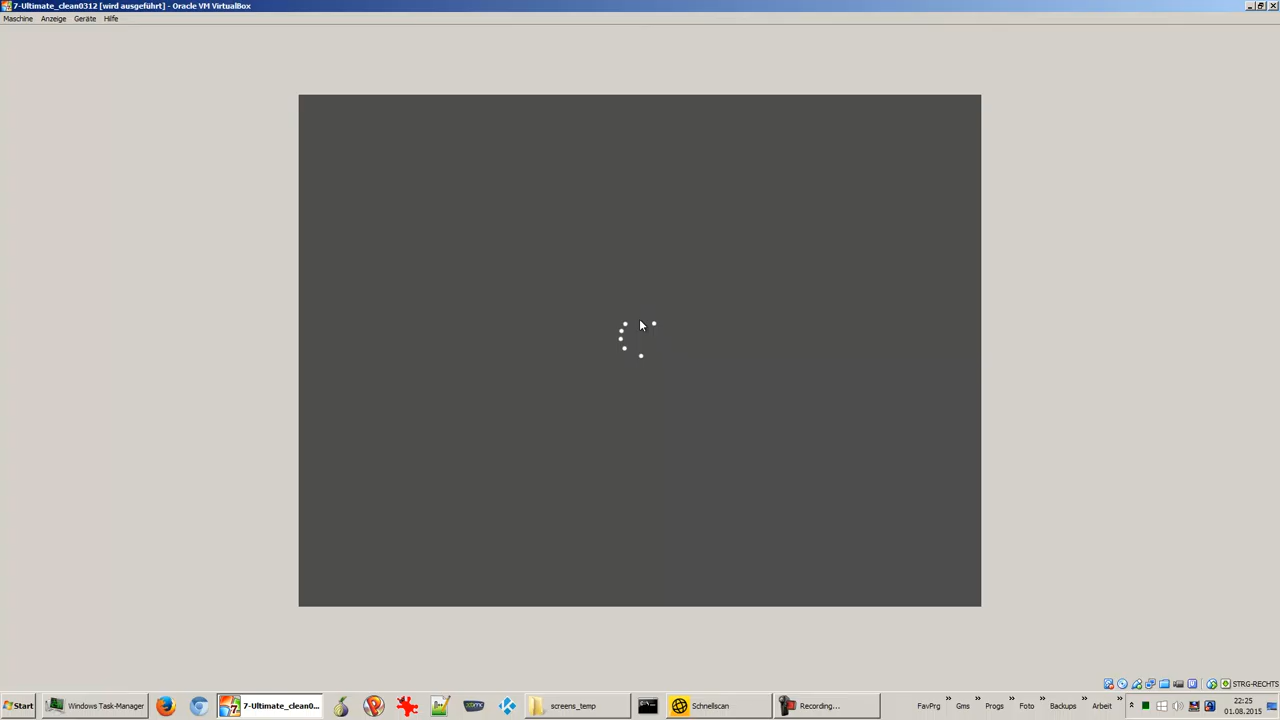 7-Ultimate_clean0312 [wird ausgeführt] - Oracle VM VirtualBox
Maschine Anzeige Geräte Hilfe
STRG-RECHTS
Start Windows Task-Manager 7-Ultimate_clean0... screens_temp Schnellscan Recording... FavPrg » Gms » Progs » Foto » Backups » Arbeit » 22:25
01.08.2015